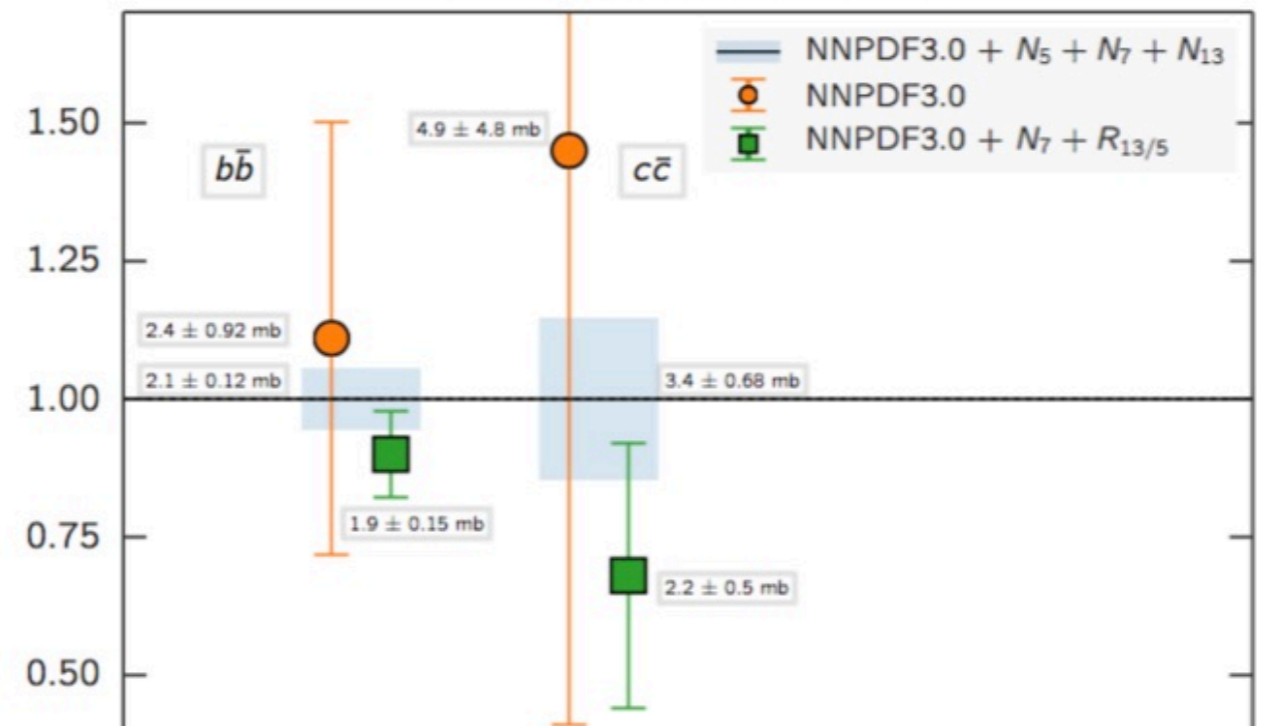 NNPDF3.0 + N₅ + N₇ + N₁₃
NNPDF3.0
NNPDF3.0 + N₇ + R₁₃/₅
1.50
4.9 ± 4.8 mb
bb̄
cc̄
1.25
2.4 ± 0.92 mb
2.1 ± 0.12 mb
3.4 ± 0.68 mb
1.00
1.9 ± 0.15 mb
0.75
2.2 ± 0.5 mb
0.50